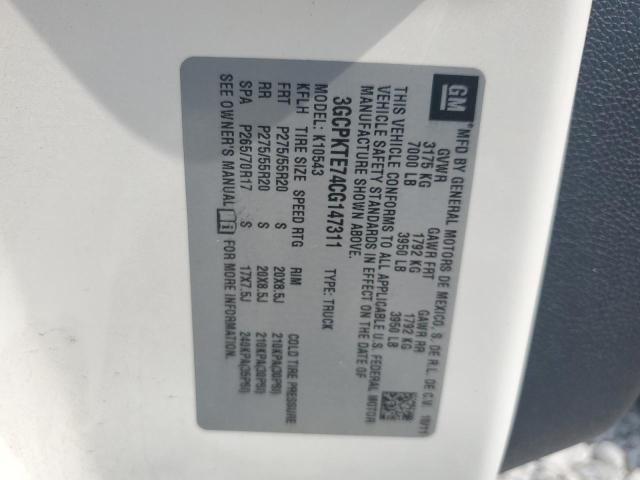 GM
MFD BY GENERAL MOTORS DE MEXICO, S. DE R.L. DE C.V. 10/11
GVWR GAWR FRT GAWR RR
3175 KG 1792 KG 1792 KG
7000 LB 3950 LB 3950 LB
THIS VEHICLE CONFORMS TO ALL APPLICABLE U.S. FEDERAL MOTOR
VEHICLE SAFETY STANDARDS IN EFFECT ON THE DATE OF
MANUFACTURE SHOWN ABOVE.
3GCPKTE74CG147311 TYPE: TRUCK
MODEL: K10543
KFLH TIRE SIZE SPEED RTG RIM COLD TIRE PRESSURE
FRT P275/55R20 S 20X8.5J 210KPA(30PSI)
RR P275/55R20 S 20X8.5J 210KPA(30PSI)
SPA P265/70R17 S 17X7.5J 240KPA(35PSI)
SEE OWNER'S MANUAL FOR MORE INFORMATION.